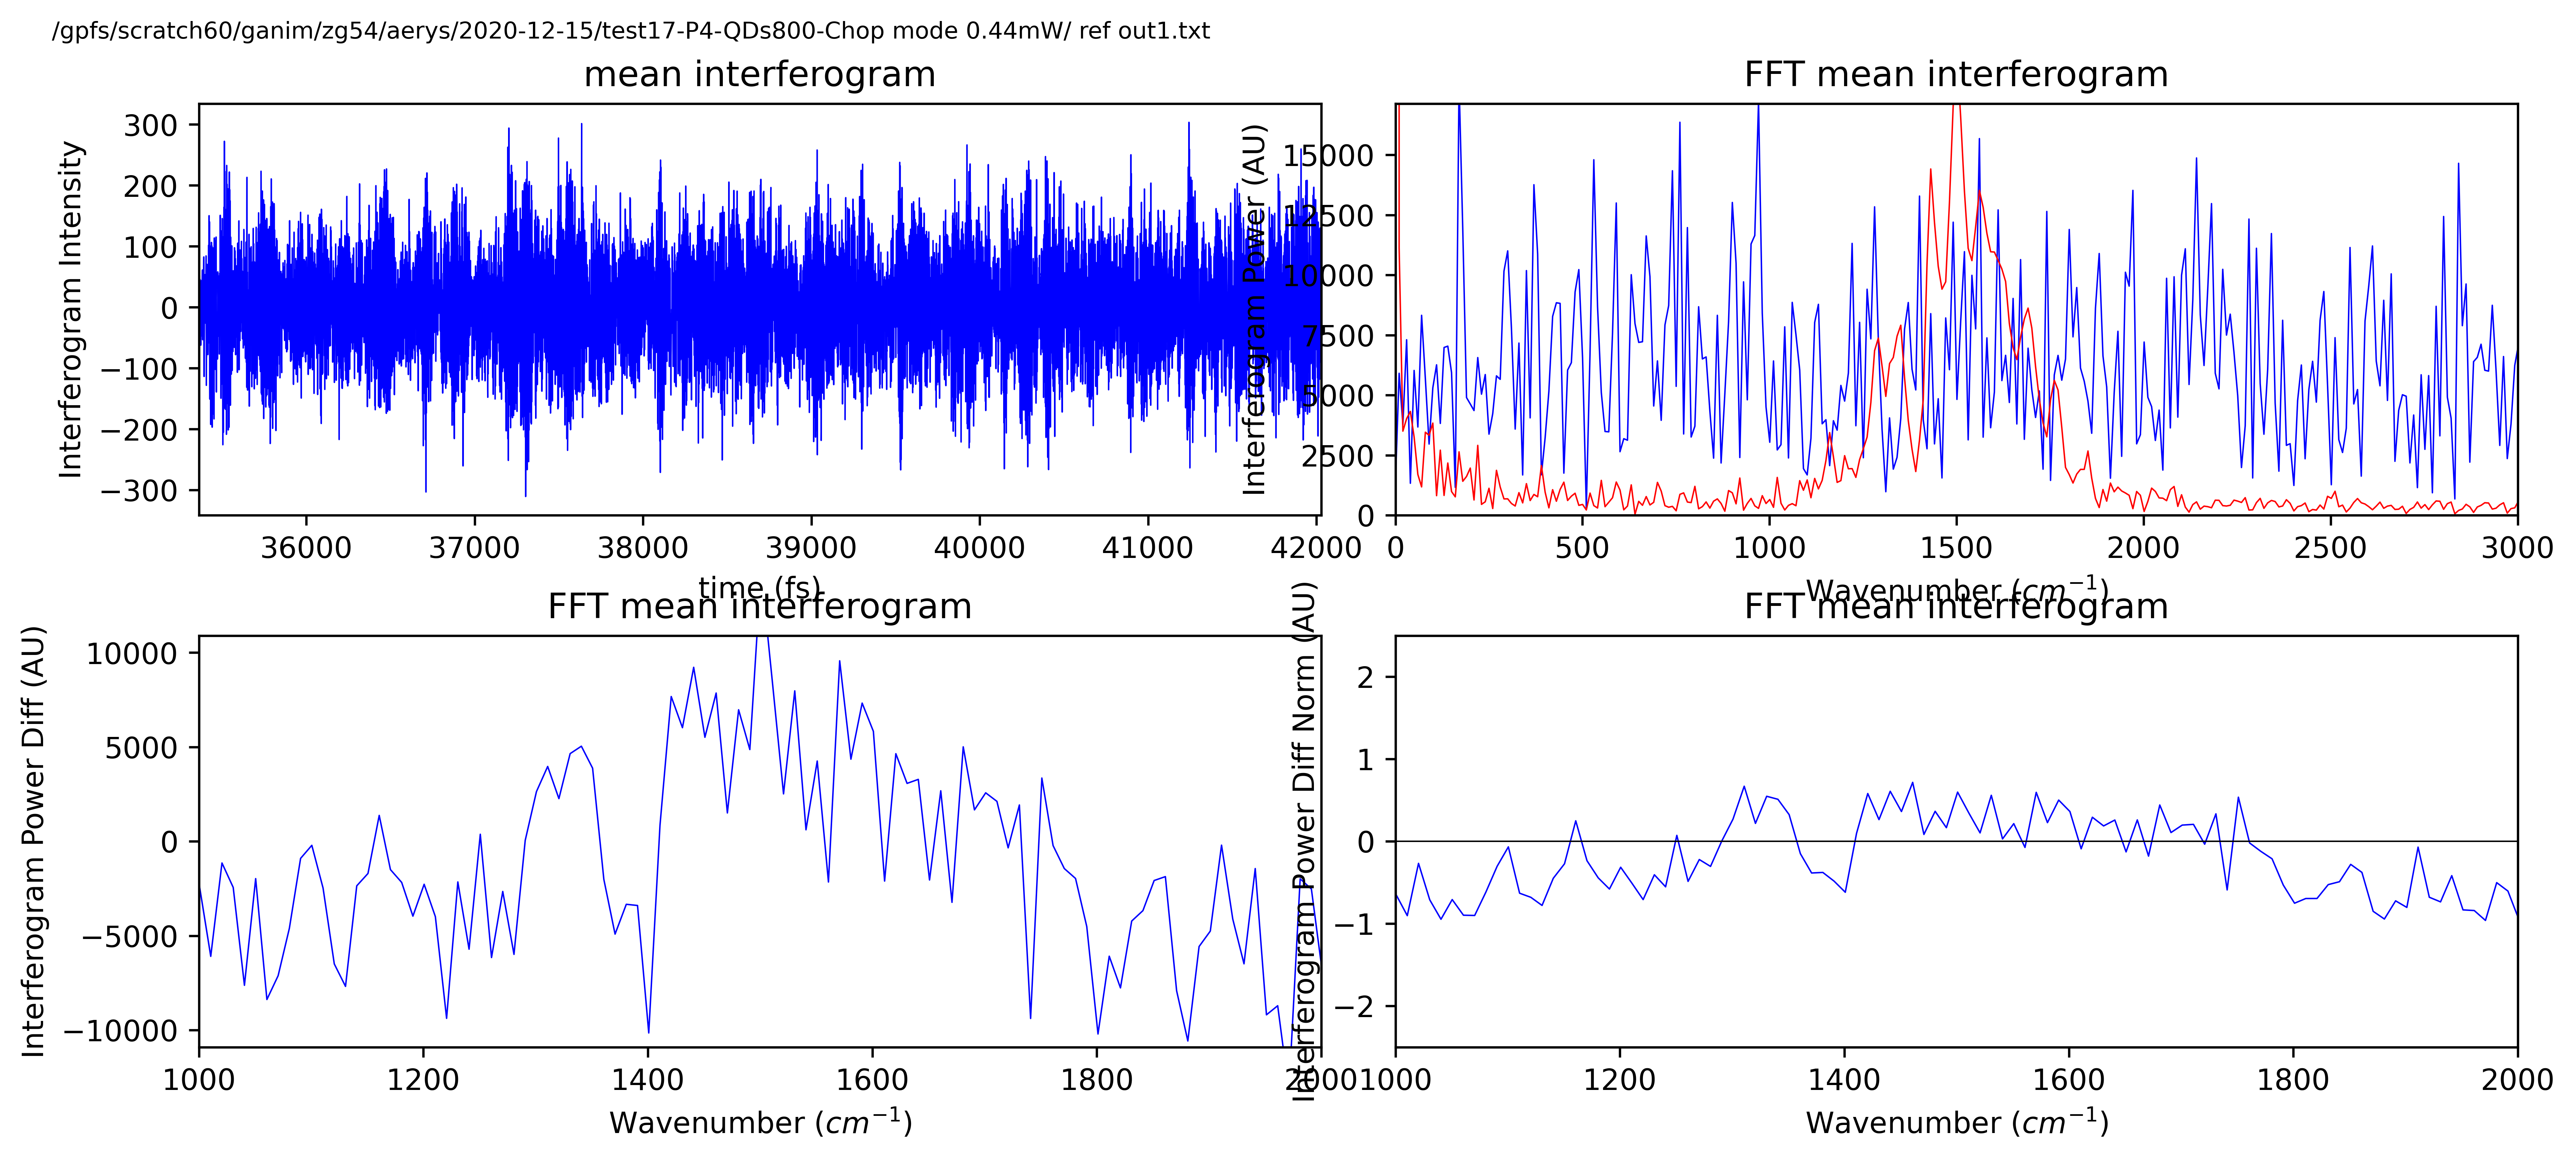 /gpfs/scratch60/ganim/zg54/aerys/2020-12-15/test17-P4-QDs800-Chop mode 0.44mW/ ref out1.txt
mean interferogram
Interferogram Intensity
300
200
100
0
−100
−200
−300
36000 37000 38000 39000 40000 41000 42000
time (fs)
FFT mean interferogram
Interferogram Power (AU)
15000
12500
10000
7500
5000
2500
0
0 500 1000 1500 2000 2500 3000
Wavenumber (cm⁻¹)
FFT mean interferogram
Interferogram Power Diff (AU)
10000
5000
0
−5000
−10000
1000 1200 1400 1600 1800 2000
Wavenumber (cm⁻¹)
FFT mean interferogram
Interferogram Power Diff Norm (AU)
2
1
0
−1
−2
1000 1200 1400 1600 1800 2000
Wavenumber (cm⁻¹)